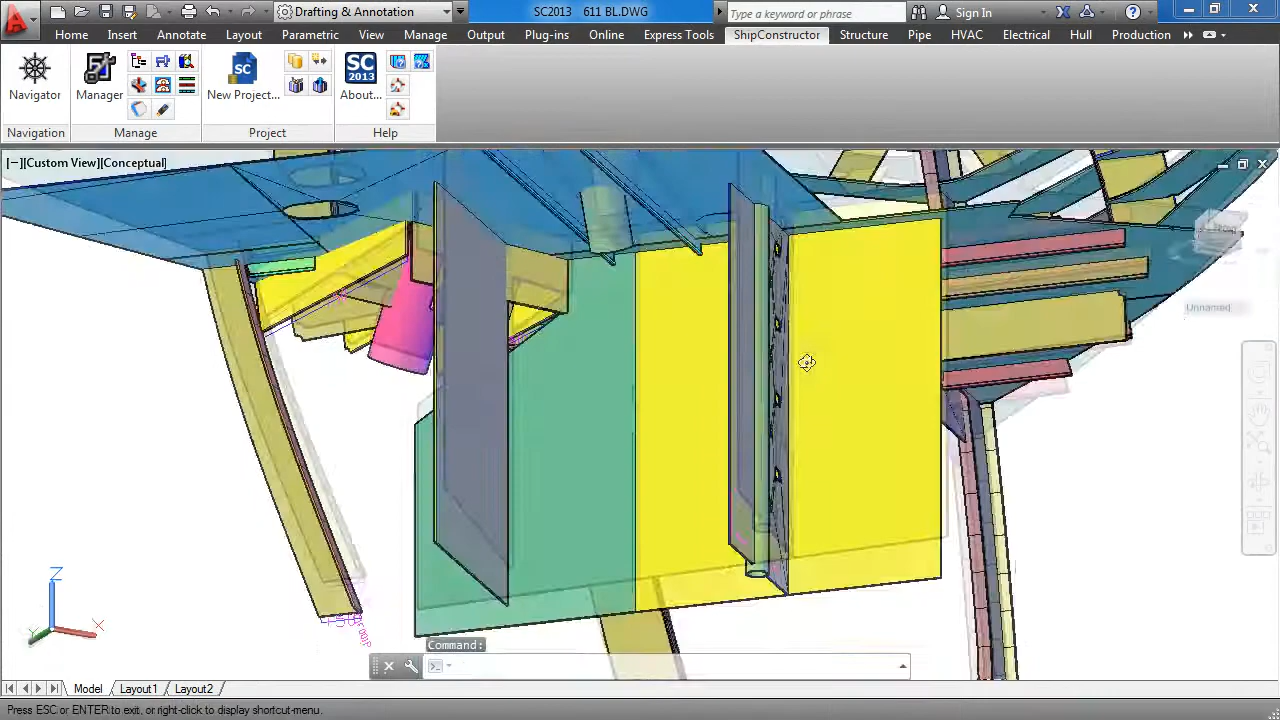 Drafting & Annotation
SC2013 611 BL.DWG
Type a keyword or phrase
Sign In
Home Insert Annotate Layout Parametric View Manage Output Plug-ins Online Express Tools ShipConstructor Structure Pipe HVAC Electrical Hull Production
SC
SC
2013
Navigator Manager New Project... About...
Navigation Manage Project Help
[−][Custom View][Conceptual]
Unnamed
Z
X
Y
Command:
Model Layout1 Layout2
Press ESC or ENTER to exit, or right-click to display shortcut-menu.